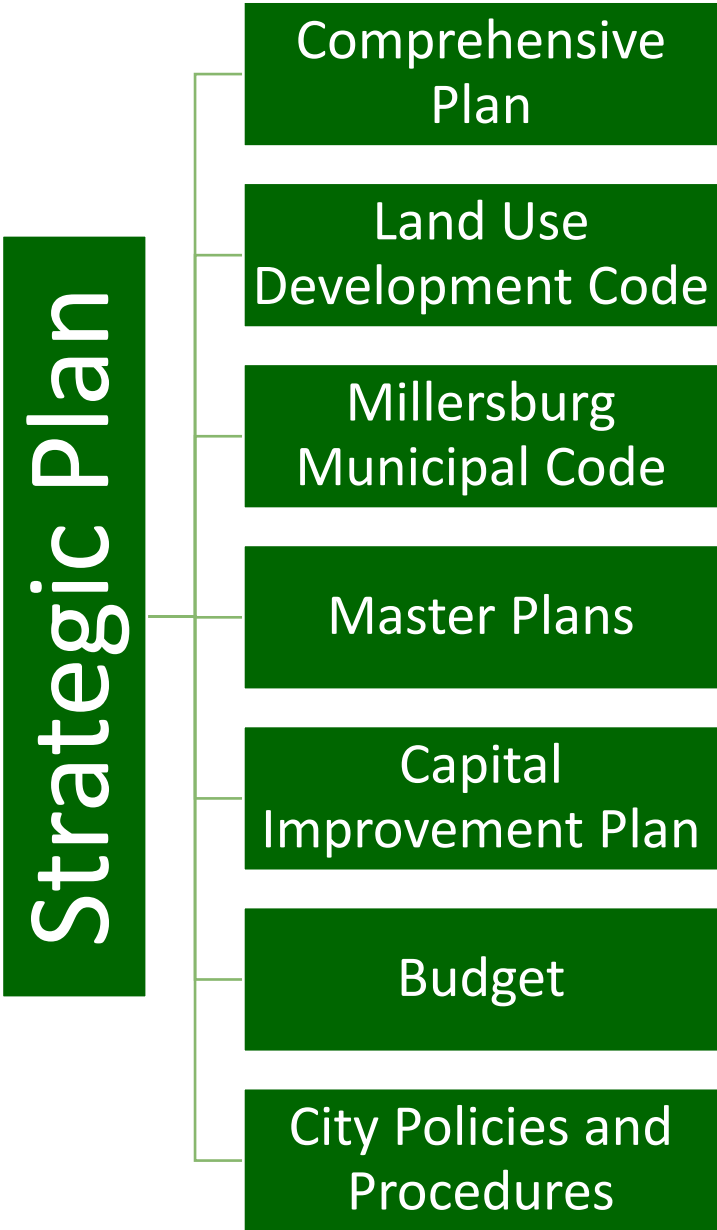 Strategic Plan
Comprehensive
Plan
Land Use
Development Code
Millersburg
Municipal Code
Master Plans
Capital
Improvement Plan
Budget
City Policies and
Procedures